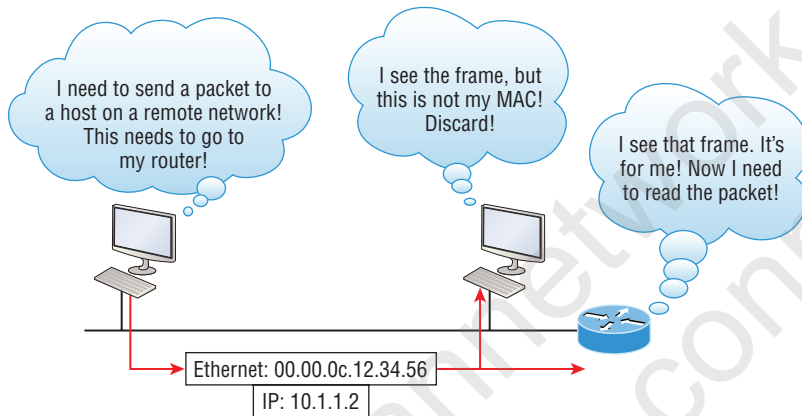 I need to send a packet to
a host on a remote network!
This needs to go to
my router!
I see the frame, but
this is not my MAC!
Discard!
I see that frame. It's
for me! Now I need
to read the packet!
Ethernet: 00.00.0c.12.34.56
IP: 10.1.1.2